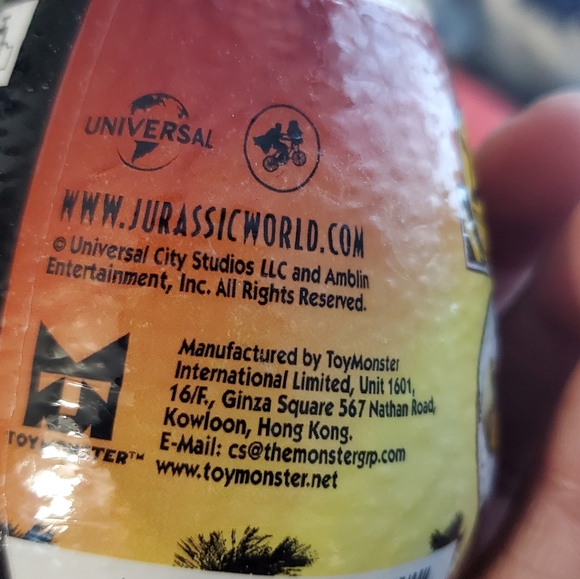 UNIVERSAL
WWW.JURASSICWORLD.COM
© Universal City Studios LLC and Amblin
Entertainment, Inc. All Rights Reserved.
TOYMONSTER™
Manufactured by ToyMonster
International Limited, Unit 1601,
16/F., Ginza Square 567 Nathan Road,
Kowloon, Hong Kong.
E-Mail: cs@themonstergrp.com
www.toymonster.net